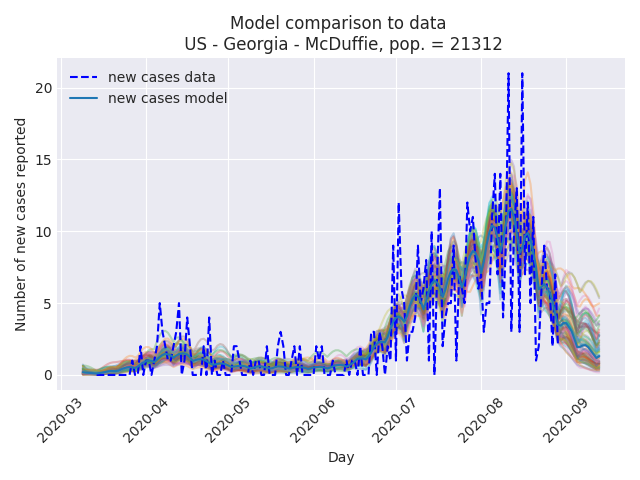 Model comparison to data
US - Georgia - McDuffie, pop. = 21312
new cases data
new cases model
Number of new cases reported
20
15
10
5
0
2020-03
2020-04
2020-05
2020-06
2020-07
2020-08
2020-09
Day